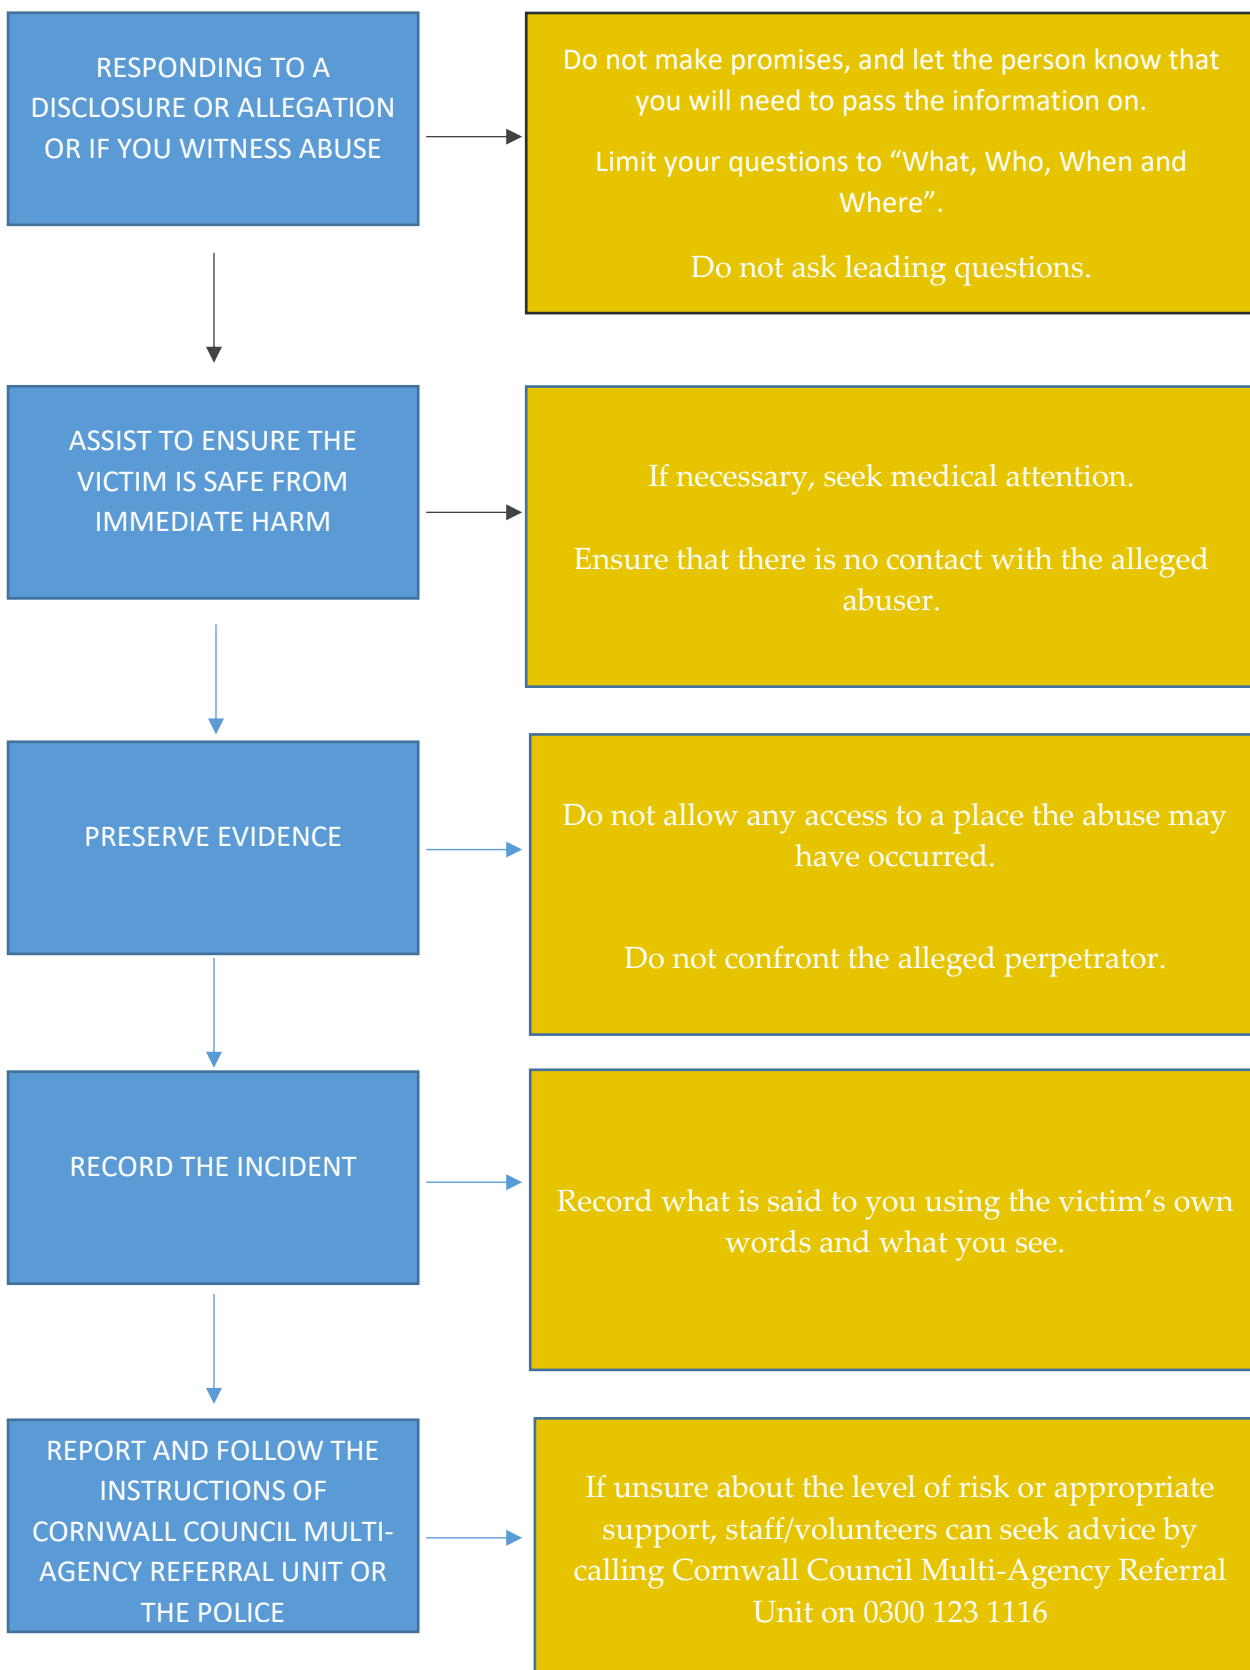 RESPONDING TO A
DISCLOSURE OR ALLEGATION
OR IF YOU WITNESS ABUSE
Do not make promises, and let the person know that
you will need to pass the information on.
Limit your questions to “What, Who, When and
Where”.
Do not ask leading questions.
ASSIST TO ENSURE THE
VICTIM IS SAFE FROM
IMMEDIATE HARM
If necessary, seek medical attention.
Ensure that there is no contact with the alleged
abuser.
PRESERVE EVIDENCE
Do not allow any access to a place the abuse may
have occurred.
Do not confront the alleged perpetrator.
RECORD THE INCIDENT
Record what is said to you using the victim’s own
words and what you see.
REPORT AND FOLLOW THE
INSTRUCTIONS OF
CORNWALL COUNCIL MULTI-
AGENCY REFERRAL UNIT OR
THE POLICE
If unsure about the level of risk or appropriate
support, staff/volunteers can seek advice by
calling Cornwall Council Multi-Agency Referral
Unit on 0300 123 1116